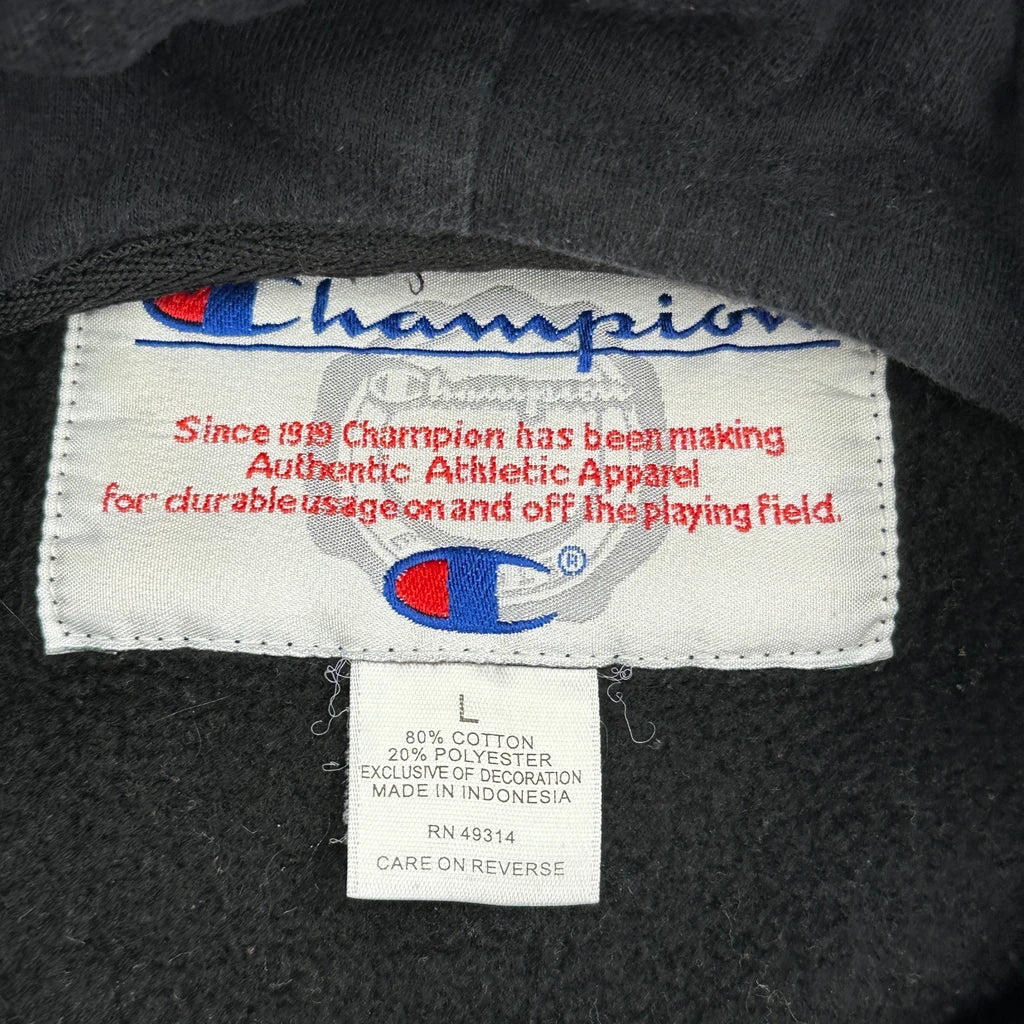 Champion
Champion
Since 1919 Champion has been making
Authentic Athletic Apparel
for durable usage on and off the playing field.
®
L
80% COTTON
20% POLYESTER
EXCLUSIVE OF DECORATION
MADE IN INDONESIA
RN 49314
CARE ON REVERSE